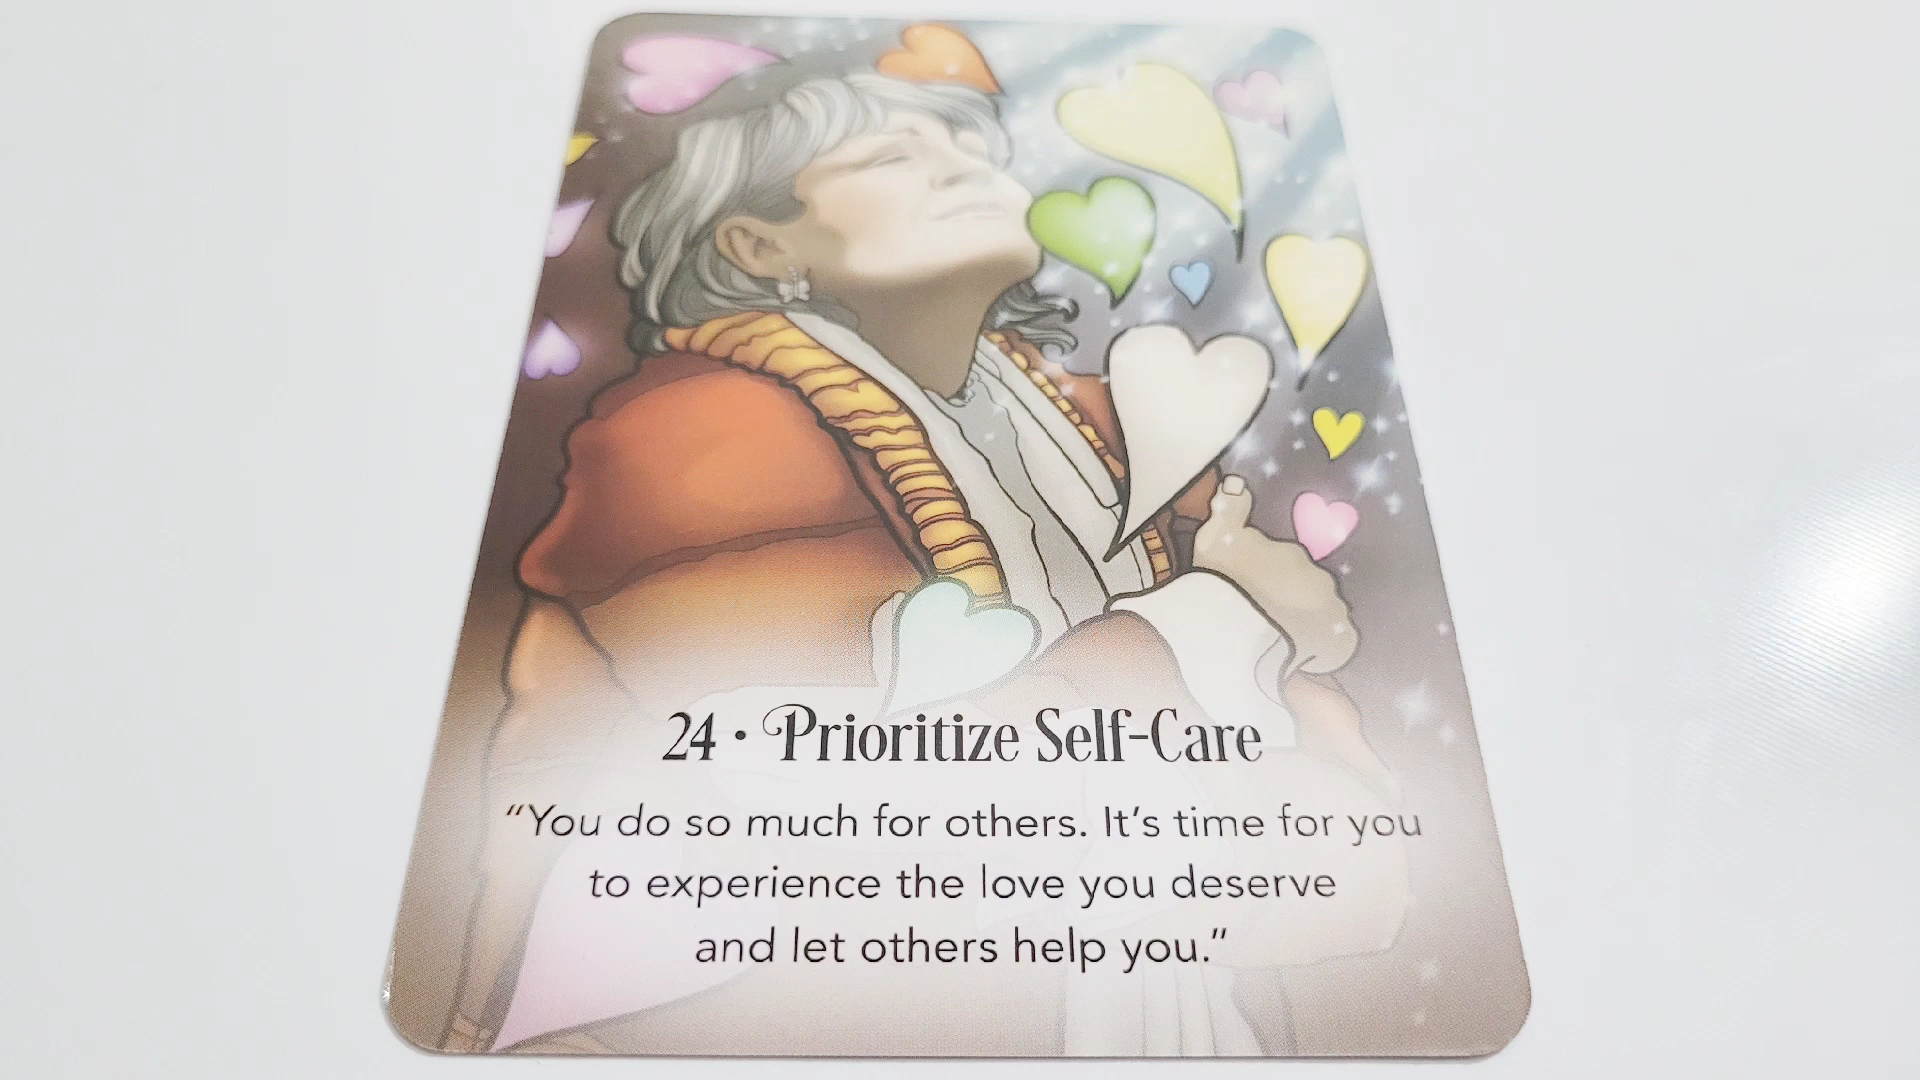 24 • Prioritize Self-Care
“You do so much for others. It’s time for you
to experience the love you deserve
and let others help you.”